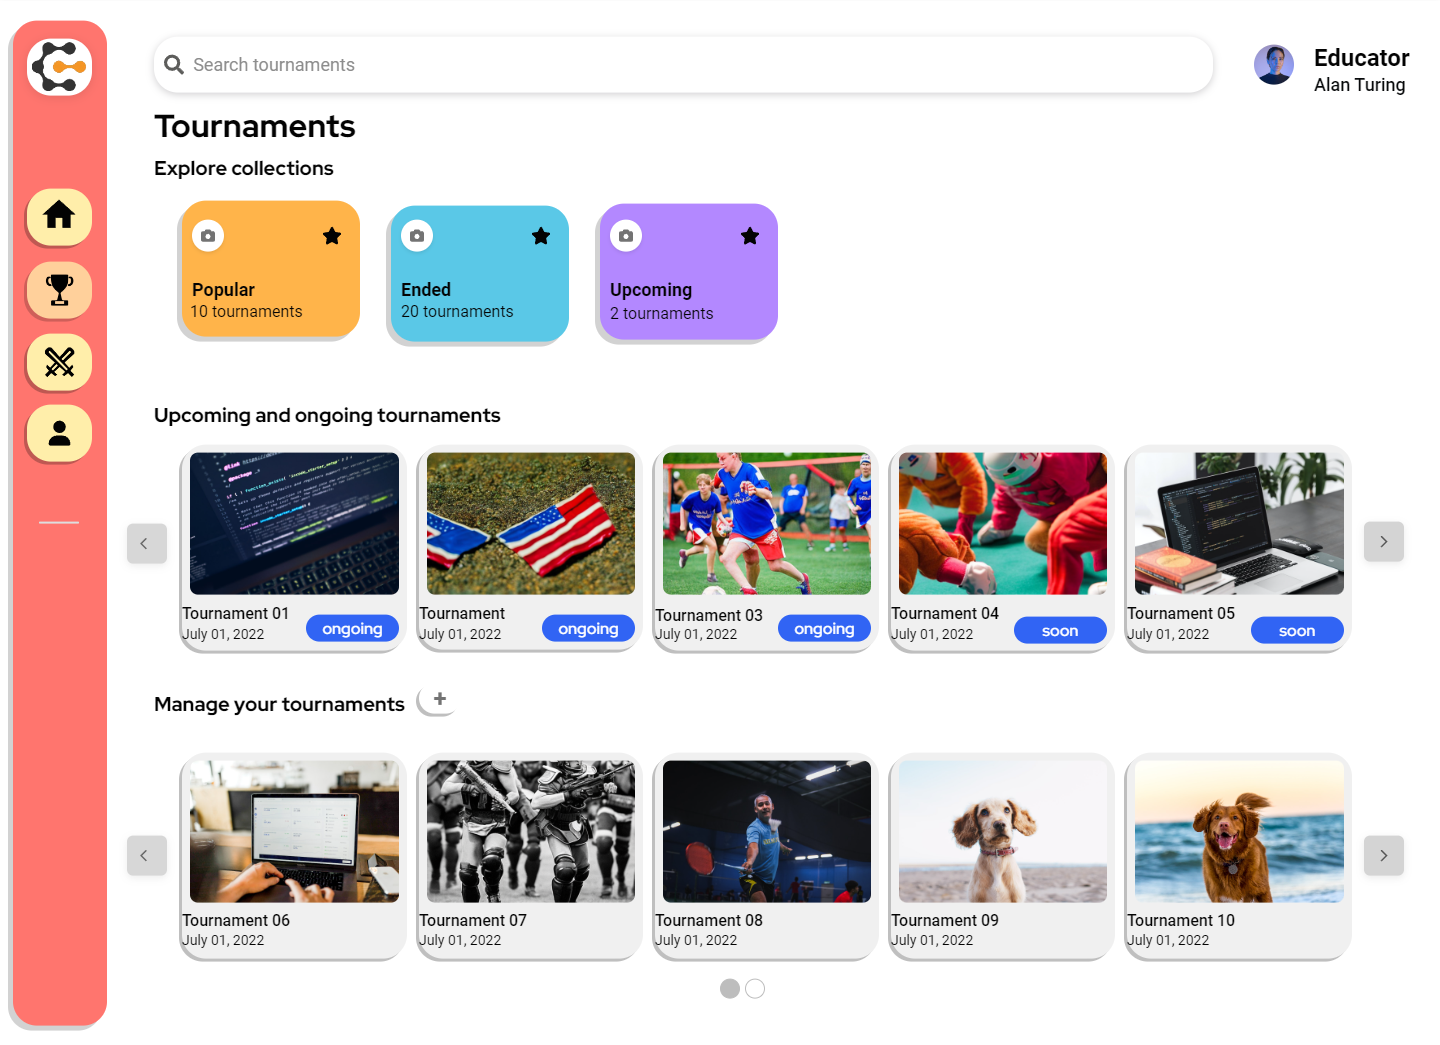 Search tournaments
Educator
Alan Turing
Tournaments
Explore collections
Popular
10 tournaments
Ended
20 tournaments
Upcoming
2 tournaments
Upcoming and ongoing tournaments
Tournament 01
July 01, 2022
ongoing
Tournament
July 01, 2022
ongoing
Tournament 03
July 01, 2022
ongoing
Tournament 04
July 01, 2022
soon
Tournament 05
July 01, 2022
soon
Manage your tournaments
+
Tournament 06
July 01, 2022
Tournament 07
July 01, 2022
Tournament 08
July 01, 2022
Tournament 09
July 01, 2022
Tournament 10
July 01, 2022